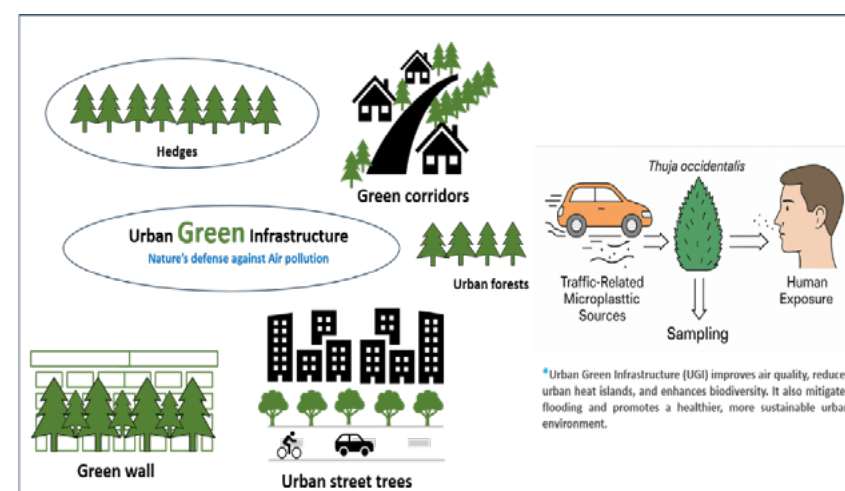 Hedges
Green corridors
Urban Green Infrastructure
Nature's defense against Air pollution
Urban forests
Green wall
Urban street trees
Thuja occidentalis
Traffic-Related
Microplasttic
Sources
Human
Exposure
Sampling
*Urban Green Infrastructure (UGI) improves air quality, reduce
urban heat islands, and enhances biodiversity. It also mitigate
flooding and promotes a healthier, more sustainable urba
environment.